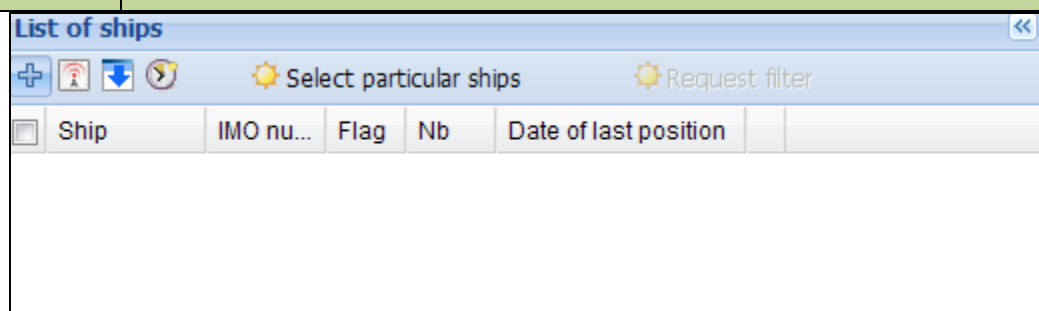 List of ships
Select particular ships Request filter
Ship IMO nu... Flag Nb Date of last position